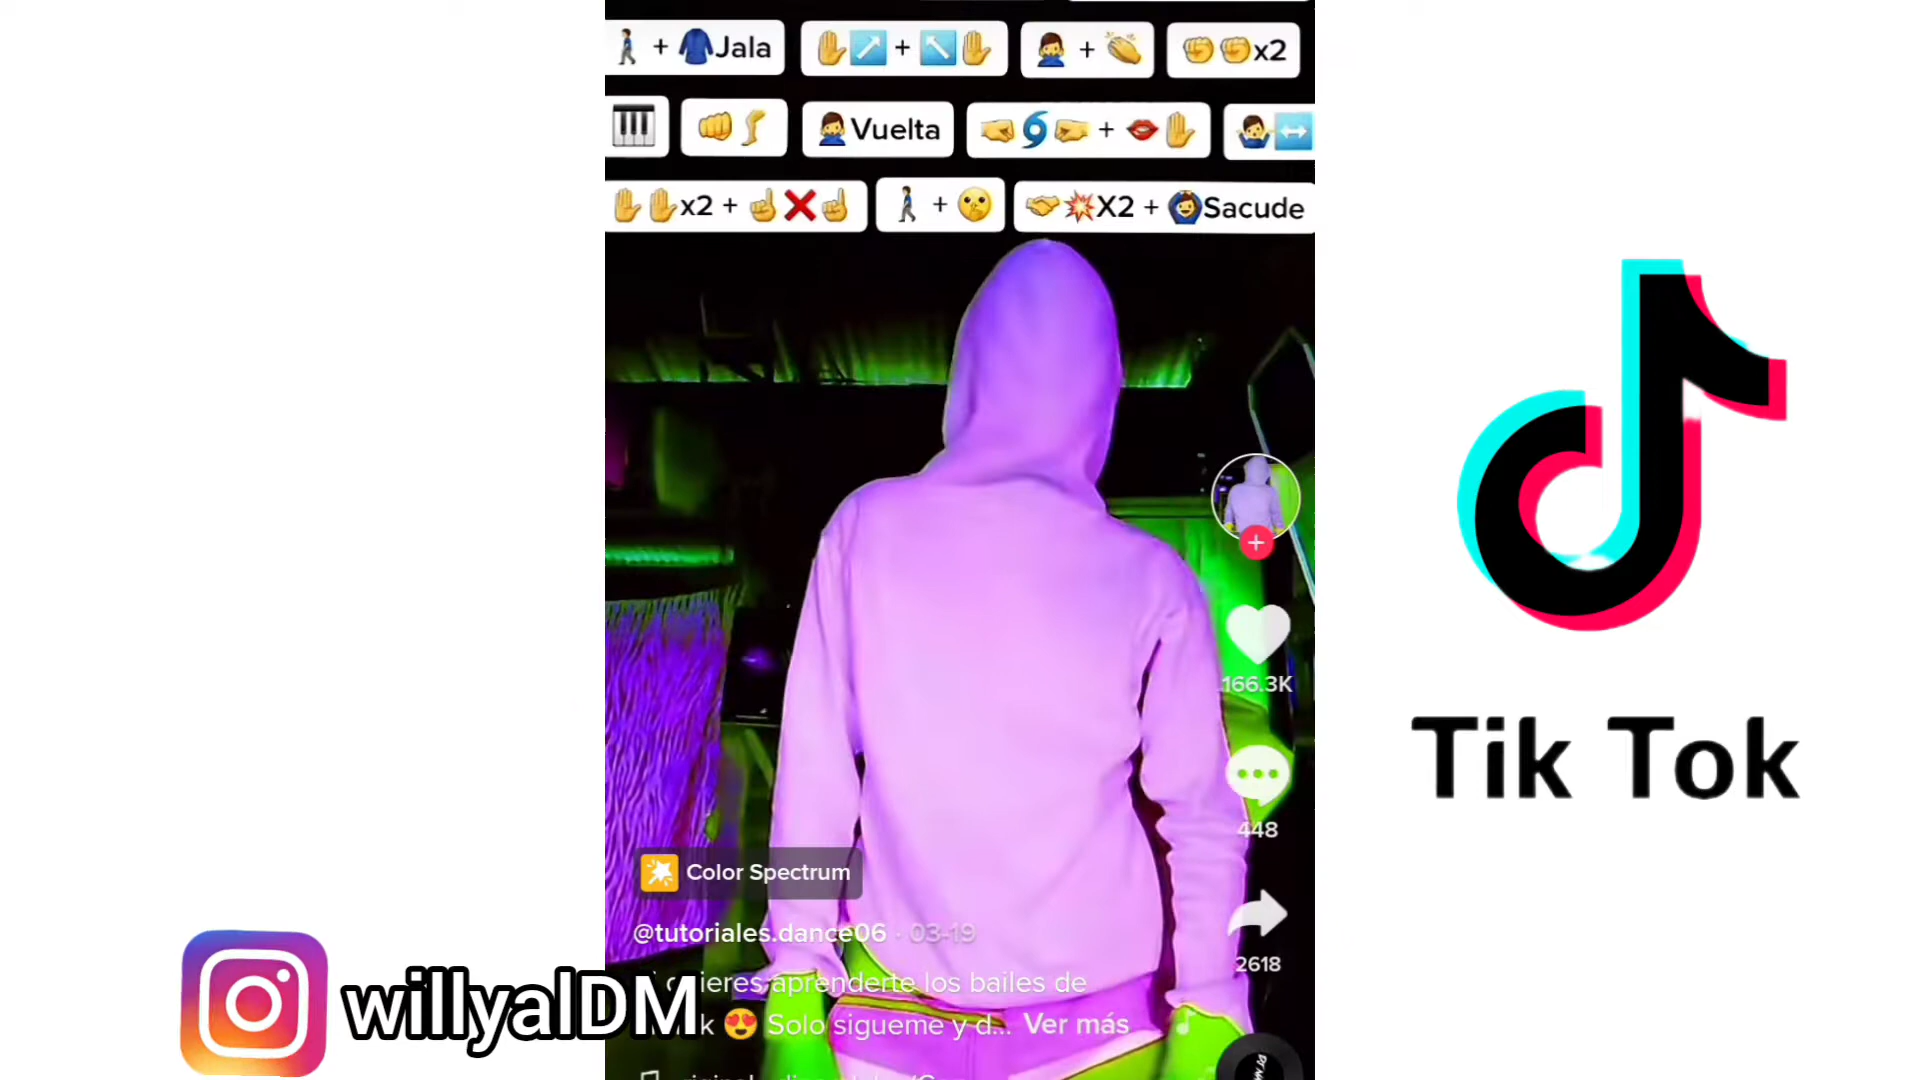 + Jala
+
+
x2
Vuelta
+
x2 +
+
X2 + Sacude
166.3K
448
2618
Color Spectrum
@tutoriales.dance06 · 03-19
quieres aprenderte los bailes de
k 😍 Solo sigueme y d... Ver más
willyalDM
Tik Tok